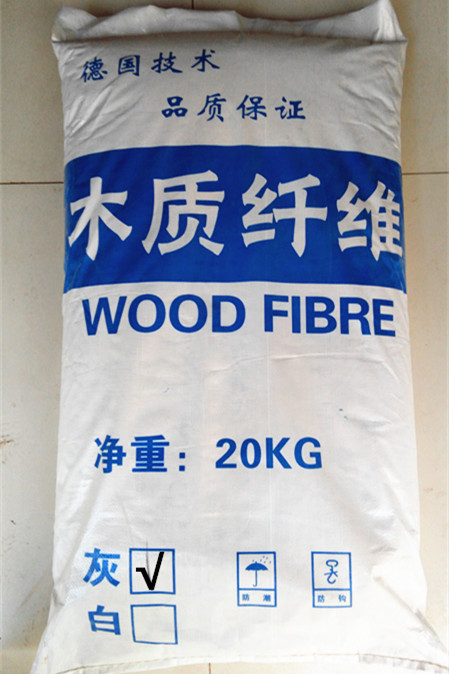 德国技术
品质保证
木质纤维
WOOD FIBRE
净重：20KG
灰 √
白
防潮
防钩